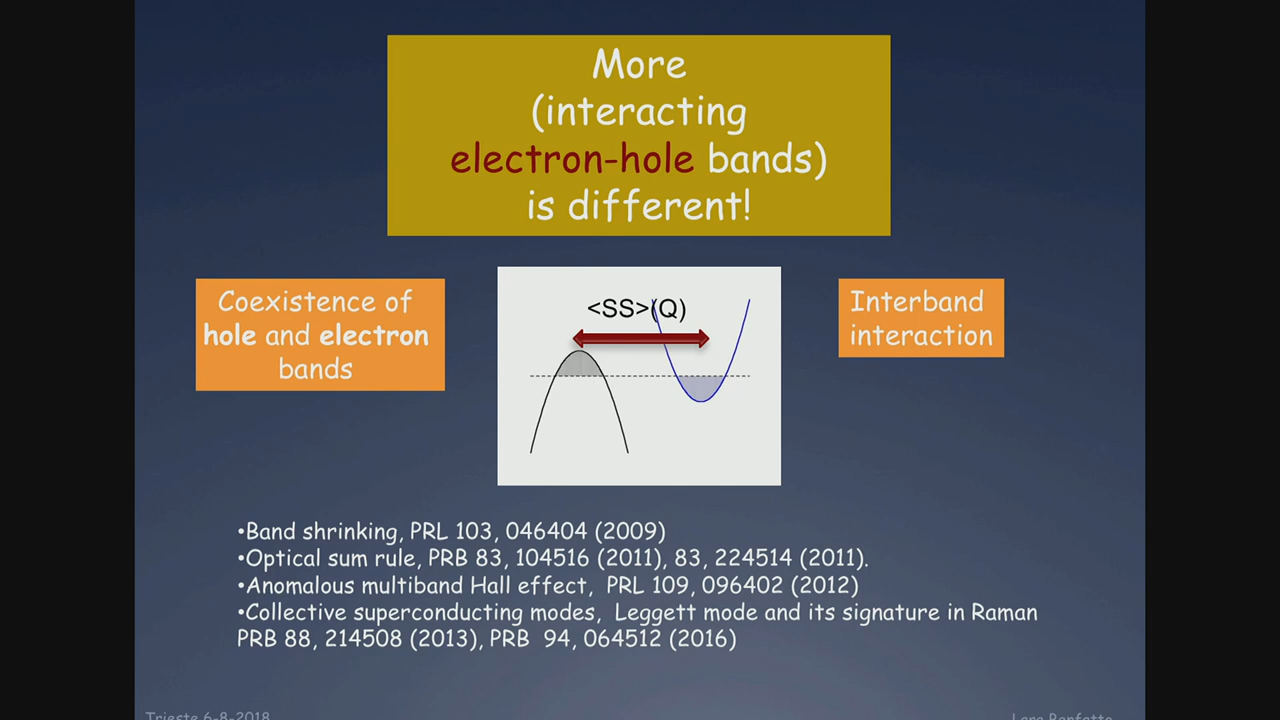 More
(interacting
electron-hole bands)
is different!
Coexistence of
hole and electron
bands
<SS>(Q)
Interband
interaction
•Band shrinking, PRL 103, 046404 (2009)
•Optical sum rule, PRB 83, 104516 (2011), 83, 224514 (2011).
•Anomalous multiband Hall effect, PRL 109, 096402 (2012)
•Collective superconducting modes, Leggett mode and its signature in Raman
PRB 88, 214508 (2013), PRB 94, 064512 (2016)
Trieste 6-8-2018
Lara Benfatto